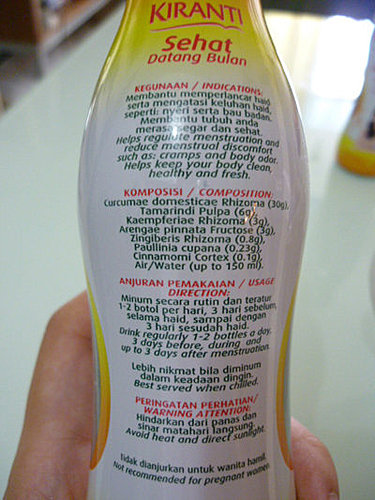 KIRANTI
Sehat
Datang Bulan
KEGUNAAN / INDICATIONS:
Membantu memperlancar haid
serta mengatasi keluhan haid,
seperti: nyeri serta bau badan.
Membantu tubuh anda
merasa segar dan sehat.
Helps regulate menstruation and
reduce menstrual discomfort
such as: cramps and body odor.
Helps keep your body clean,
healthy and fresh.
KOMPOSISI / COMPOSITION:
Curcumae domesticae Rhizoma (30g),
Tamarindi Pulpa (6g),
Kaempferiae Rhizoma (3g),
Arengae pinnata Fructose (3g),
Zingiberis Rhizoma (0.8g),
Paullinia cupana (0.23g),
Cinnamomi Cortex (0.1g),
Air/Water (up to 150 ml).
ANJURAN PEMAKAIAN / USAGE
DIRECTION:
Minum secara rutin dan teratur
1-2 botol per hari, 3 hari sebelum,
selama haid, sampai dengan
3 hari sesudah haid.
Drink regularly 1-2 bottles a day,
3 days before, during and
up to 3 days after menstruation.
Lebih nikmat bila diminum
dalam keadaan dingin.
Best served when chilled.
PERINGATAN PERHATIAN/
WARNING ATTENTION:
Hindarkan dari panas dan
sinar matahari langsung.
Avoid heat and direct sunlight.
Tidak dianjurkan untuk wanita hamil.
Not recommended for pregnant women.